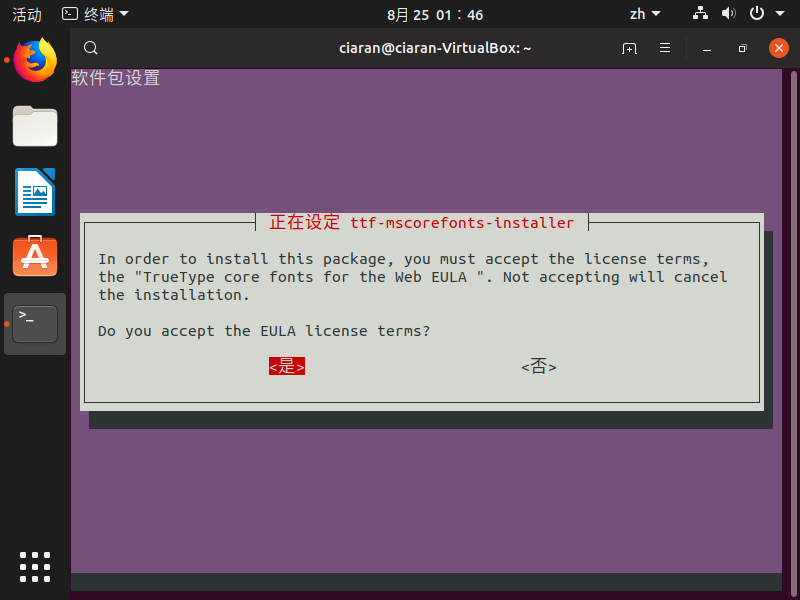 活动 终端 8月 25 01：46 zh
ciaran@ciaran-VirtualBox: ~
软件包设置
正在设定 ttf-mscorefonts-installer
In order to install this package, you must accept the license terms,
the "TrueType core fonts for the Web EULA ". Not accepting will cancel
the installation.
Do you accept the EULA license terms?
<是> <否>
>_